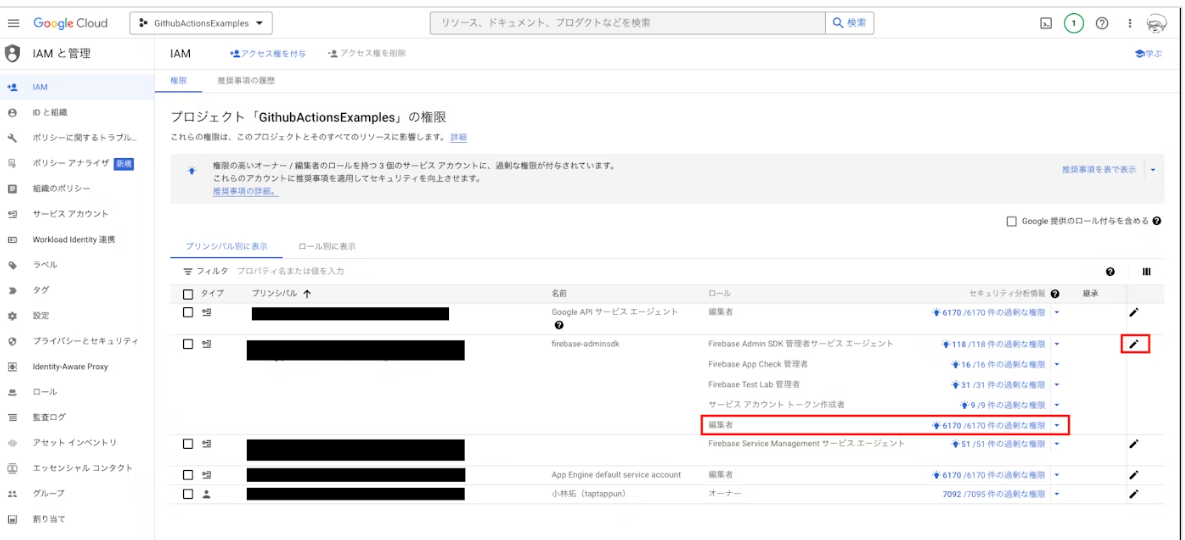 Google Cloud
GithubActionsExamples
リソース、ドキュメント、プロダクトなどを検索
検索
1
IAM と管理
IAM
アクセス権を付与
アクセス権を削除
学ぶ
IAM
ID と組織
ポリシーに関するトラブル...
ポリシー アナライザ 新規
組織のポリシー
サービス アカウント
Workload Identity 連携
ラベル
タグ
設定
プライバシーとセキュリティ
Identity-Aware Proxy
ロール
監査ログ
アセット インベントリ
エッセンシャル コンタクト
グループ
割り当て
権限 推奨事項の履歴
プロジェクト「GithubActionsExamples」の権限
これらの権限は、このプロジェクトとそのすべてのリソースに影響します。 詳細
権限の高いオーナー / 編集者のロールを持つ 3 個のサービス アカウントに、過剰な権限が付与されています。
これらのアカウントに推奨事項を適用してセキュリティを向上させます。
推奨事項の詳細。
推奨事項を表で表示
Google 提供のロール付与を含める
プリンシパル別に表示 ロール別に表示
フィルタ プロパティ名または値を入力
タイプ プリンシパル 名前 ロール セキュリティ分析情報 継承
Google API サービス エージェント 編集者 6170 /6170 件の過剰な権限
firebase-adminsdk Firebase Admin SDK 管理者サービス エージェント 118 /118 件の過剰な権限
Firebase App Check 管理者 16 /16 件の過剰な権限
Firebase Test Lab 管理者 31 /31 件の過剰な権限
サービス アカウント トークン作成者 9 /9 件の過剰な権限
編集者 6170 /6170 件の過剰な権限
Firebase Service Management サービス エージェント 51 /51 件の過剰な権限
App Engine default service account 編集者 6170 /6170 件の過剰な権限
小林拓（taptappun） オーナー 7092 /7095 件の過剰な権限